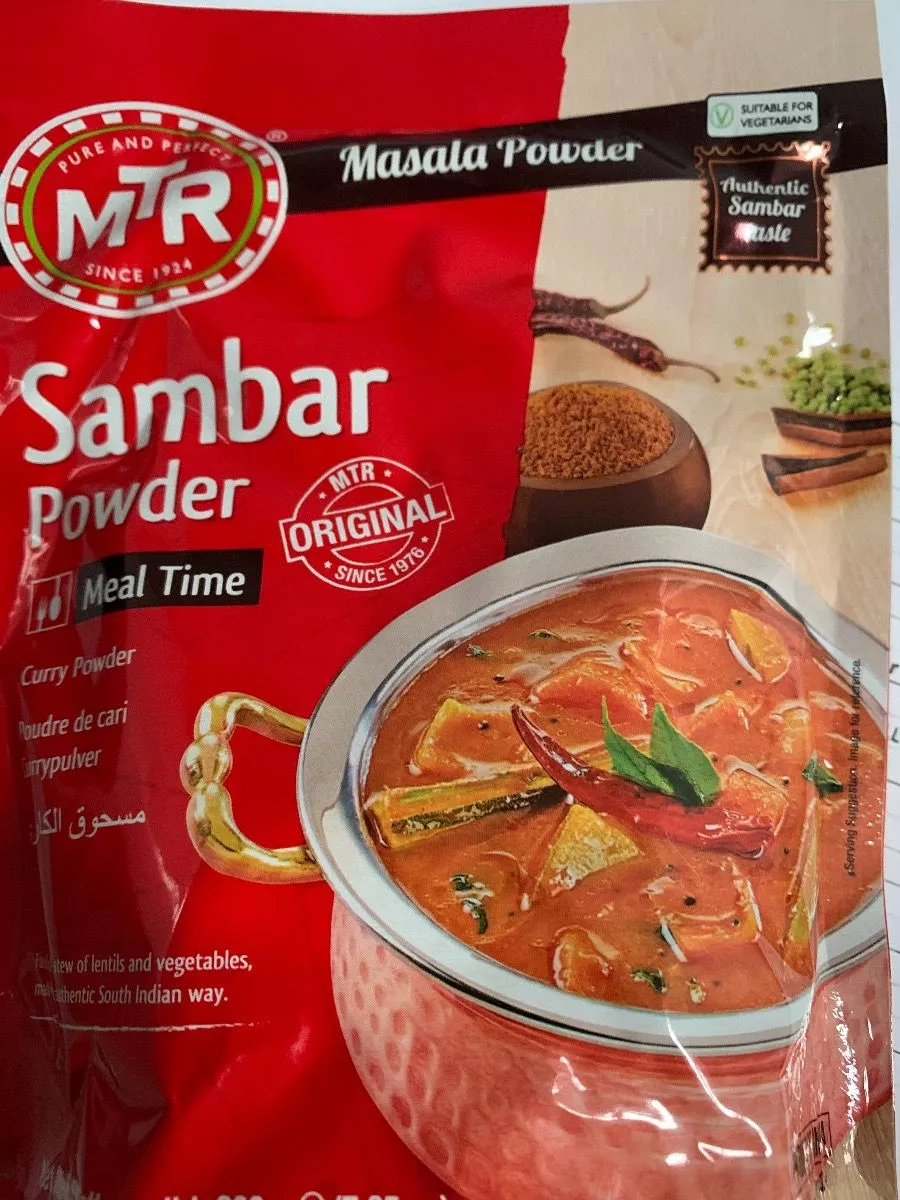 PURE AND PERFECT
MTR
SINCE 1924
®
Masala Powder
SUITABLE FOR
VEGETARIANS
Authentic
Sambar
Sambar
Powder
MTR
ORIGINAL
SINCE 1976
Meal Time
Curry Powder
Poudre de cari
Currypulver
مسحوق
stew of lentils and vegetables,
authentic South Indian way.
Serving Suggestion. Image for reference.